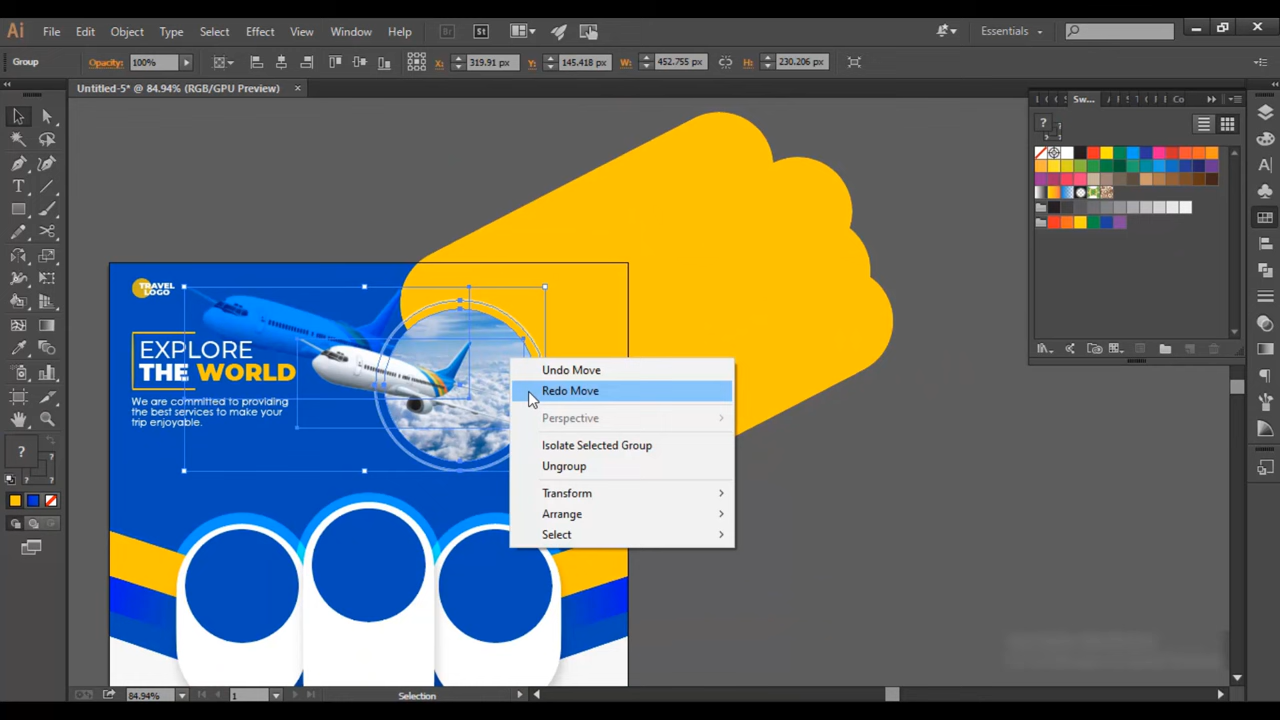 Ai File Edit Object Type Select Effect View Window Help Br St Essentials
Group Opacity: 100% X: 319.91 px Y: 145.418 px W: 452.755 px H: 230.206 px
Untitled-5* @ 84.94% (RGB/GPU Preview)
Sw... Co
TRAVEL
LOGO
EXPLORE
THE WORLD
We are committed to providing
the best services to make your
trip enjoyable.
Undo Move
Redo Move
Perspective
Isolate Selected Group
Ungroup
Transform
Arrange
Select
84.94% 1 Selection